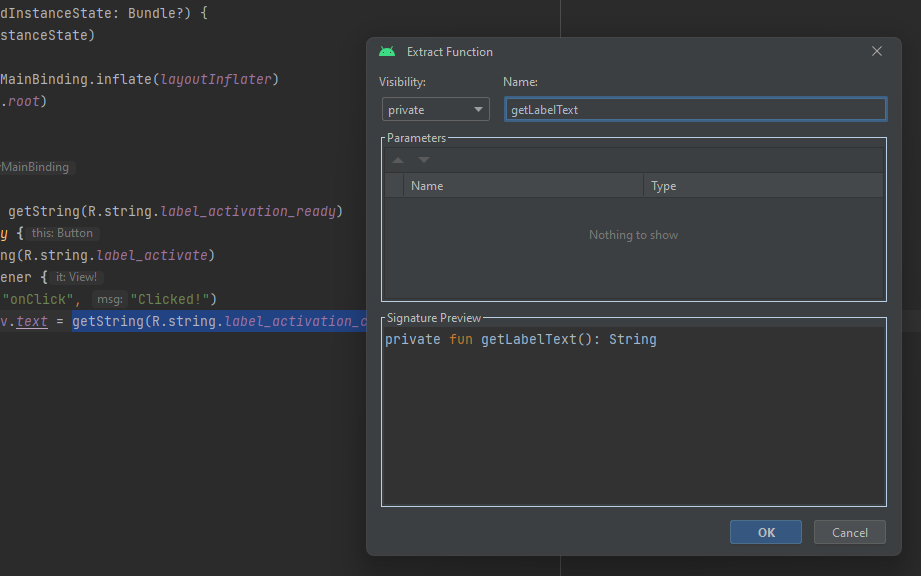 dInstanceState: Bundle?) {
stanceState)
MainBinding.inflate(layoutInflater)
.root)
MainBinding
getString(R.string.label_activation_ready)
y { this: Button
ng(R.string.label_activate)
ener { it: View!
"onClick", msg: "Clicked!")
v.text = getString(R.string.label_activation_c
Extract Function
Visibility:
Name:
private
getLabelText
Parameters
Name
Type
Nothing to show
Signature Preview
private fun getLabelText(): String
OK
Cancel